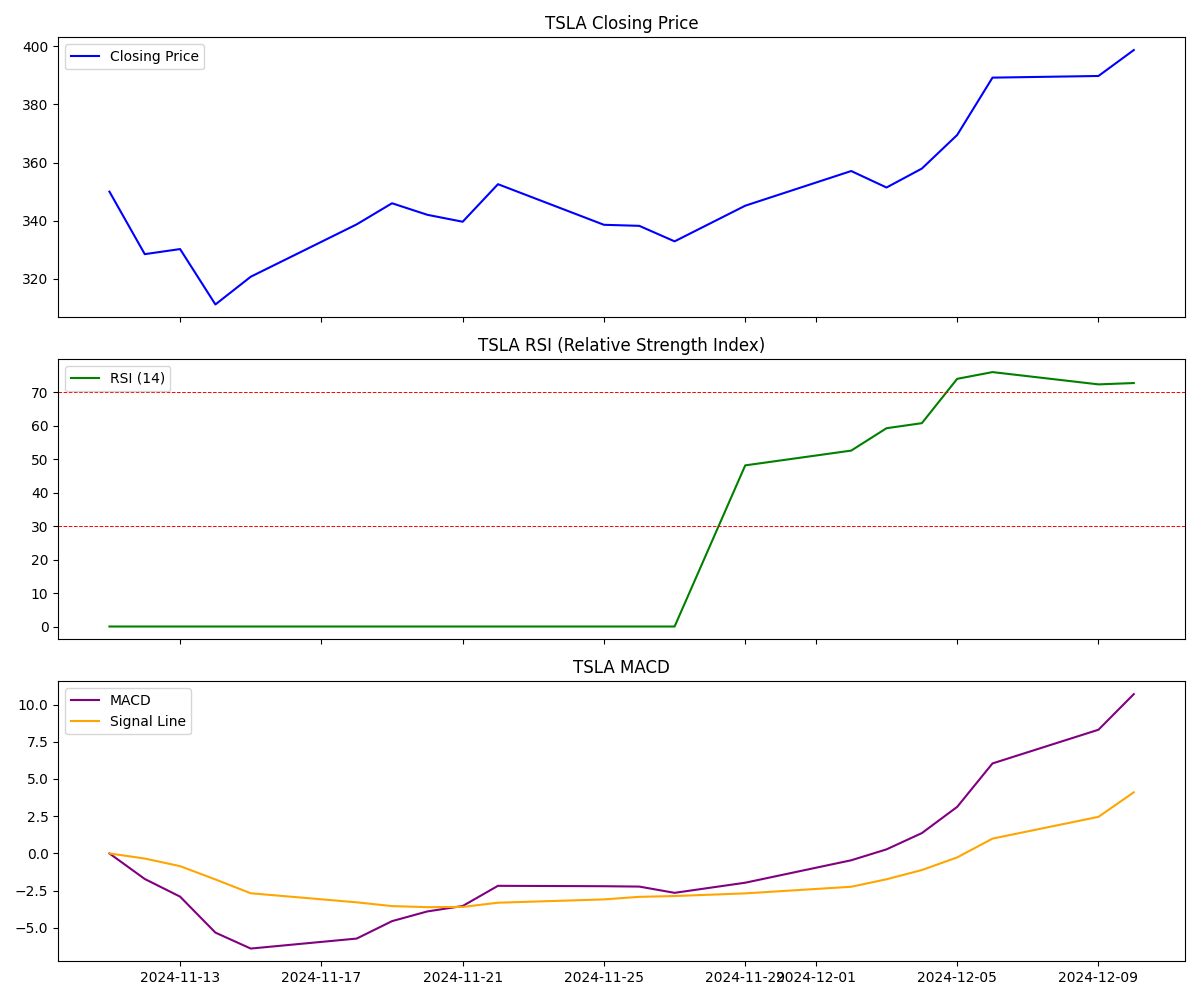 TSLA Closing Price
Closing Price
400
380
360
340
320
TSLA RSI (Relative Strength Index)
RSI (14)
70
60
50
40
30
20
10
0
TSLA MACD
MACD
Signal Line
10.0
7.5
5.0
2.5
0.0
−2.5
−5.0
2024-11-13 2024-11-17 2024-11-21 2024-11-25 2024-11-29 2024-12-01 2024-12-05 2024-12-09